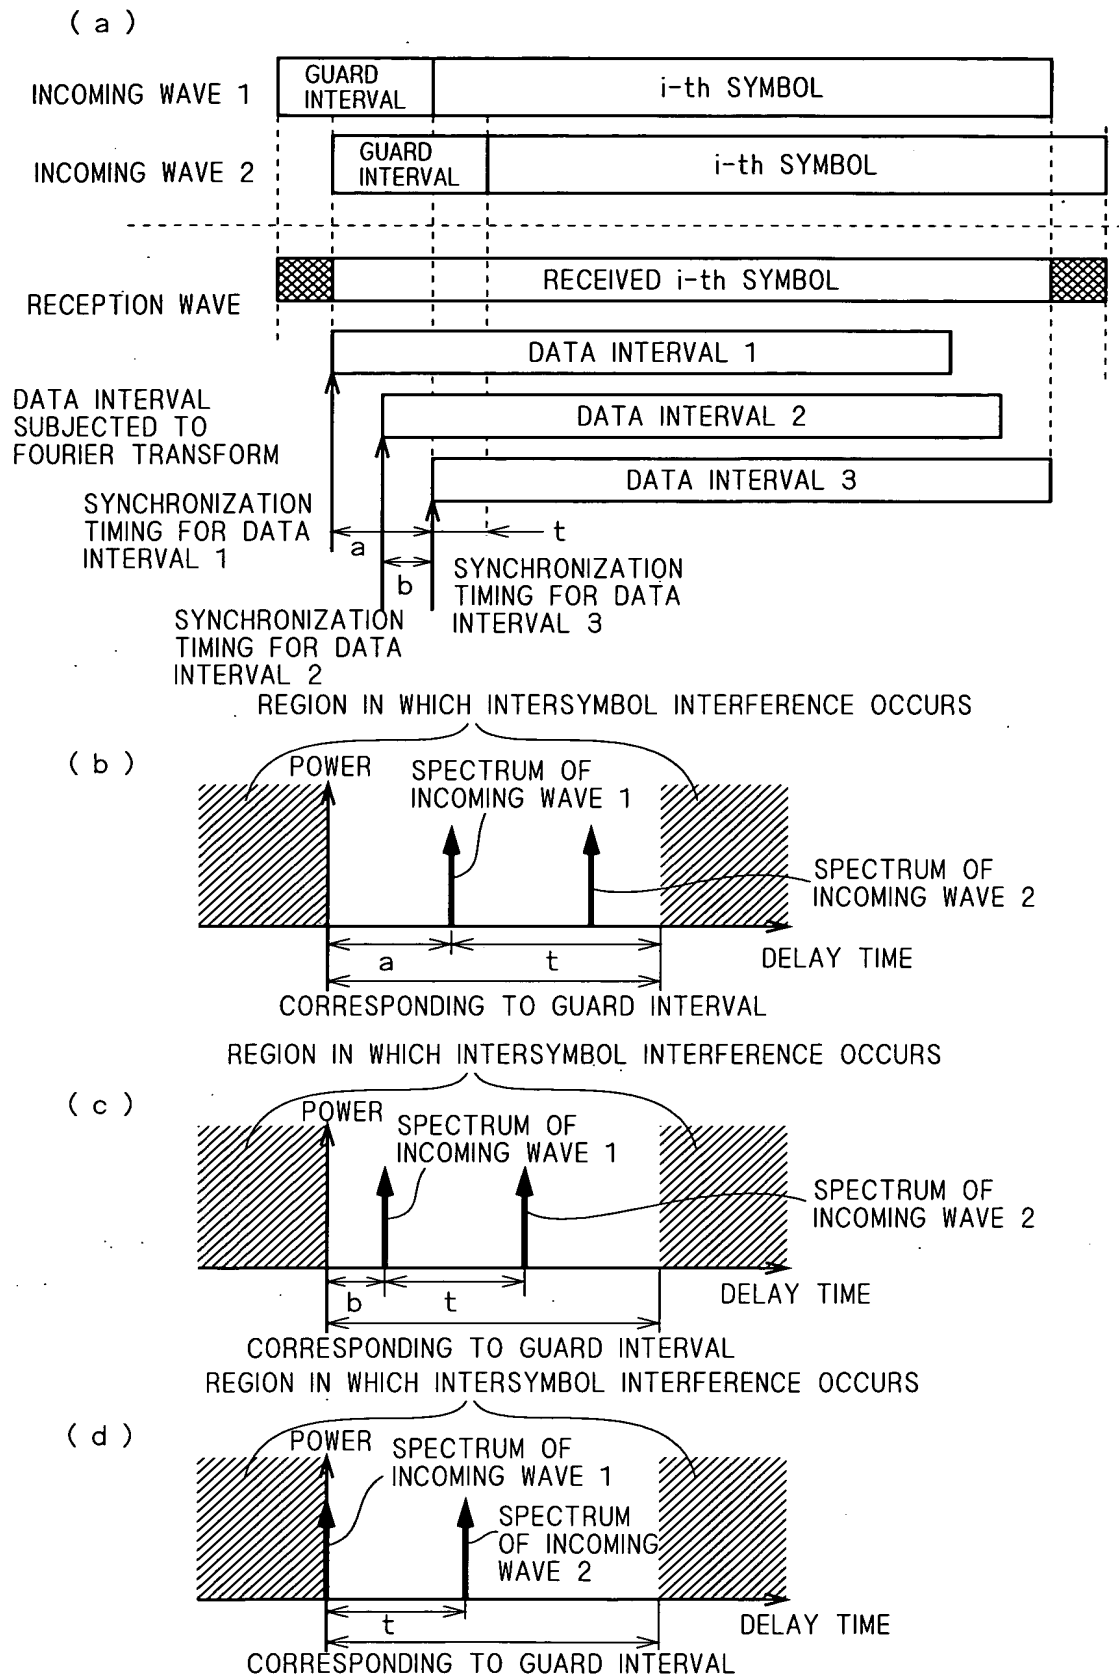 ( a )
INCOMING WAVE 1
GUARD
INTERVAL
i-th SYMBOL
INCOMING WAVE 2
GUARD
INTERVAL
i-th SYMBOL
RECEPTION WAVE
RECEIVED i-th SYMBOL
DATA INTERVAL 1
DATA INTERVAL
SUBJECTED TO
FOURIER TRANSFORM
DATA INTERVAL 2
DATA INTERVAL 3
SYNCHRONIZATION
TIMING FOR DATA
INTERVAL 1
a
t
b
SYNCHRONIZATION
TIMING FOR DATA
INTERVAL 3
SYNCHRONIZATION
TIMING FOR DATA
INTERVAL 2
REGION IN WHICH INTERSYMBOL INTERFERENCE OCCURS
( b )
POWER
SPECTRUM OF
INCOMING WAVE 1
SPECTRUM OF
INCOMING WAVE 2
a
t
DELAY TIME
CORRESPONDING TO GUARD INTERVAL
REGION IN WHICH INTERSYMBOL INTERFERENCE OCCURS
( c )
POWER
SPECTRUM OF
INCOMING WAVE 1
SPECTRUM OF
INCOMING WAVE 2
b
t
DELAY TIME
CORRESPONDING TO GUARD INTERVAL
REGION IN WHICH INTERSYMBOL INTERFERENCE OCCURS
( d )
POWER
SPECTRUM OF
INCOMING WAVE 1
SPECTRUM
OF INCOMING
WAVE 2
t
DELAY TIME
CORRESPONDING TO GUARD INTERVAL